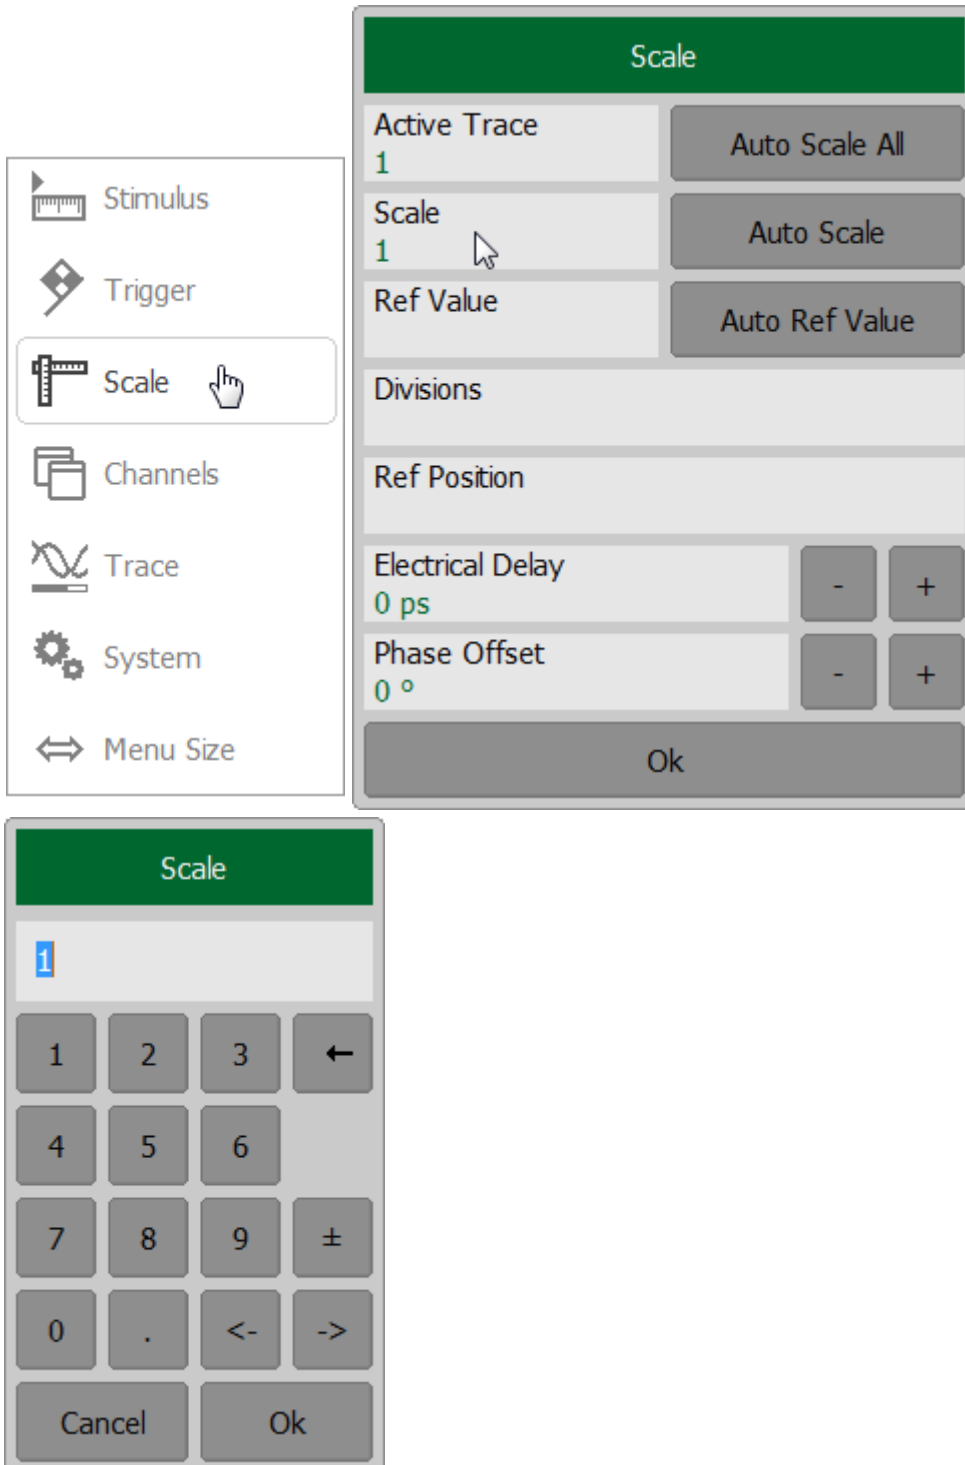 Stimulus
Trigger
Scale
Channels
Trace
System
Menu Size
Scale
Active Trace
1
Auto Scale All
Scale
1
Auto Scale
Ref Value
Auto Ref Value
Divisions
Ref Position
Electrical Delay
0 ps
- +
Phase Offset
0 °
- +
Ok
Scale
1
1 2 3 ←
4 5 6
7 8 9 ±
0 . <- ->
Cancel Ok